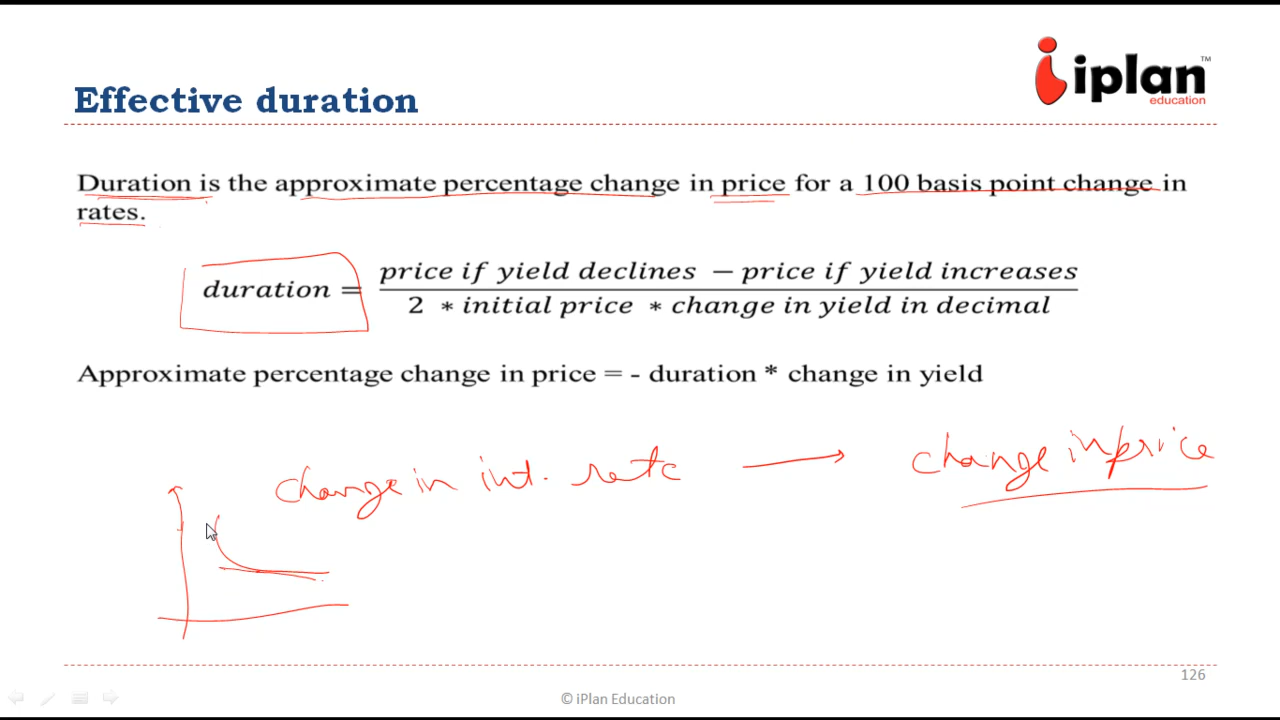 iplan
TM
education
Effective duration
Duration is the approximate percentage change in price for a 100 basis point change in
rates.
duration = price if yield declines − price if yield increases
2 * initial price * change in yield in decimal
Approximate percentage change in price = - duration * change in yield
change in int. rate → change in price
126
© iPlan Education